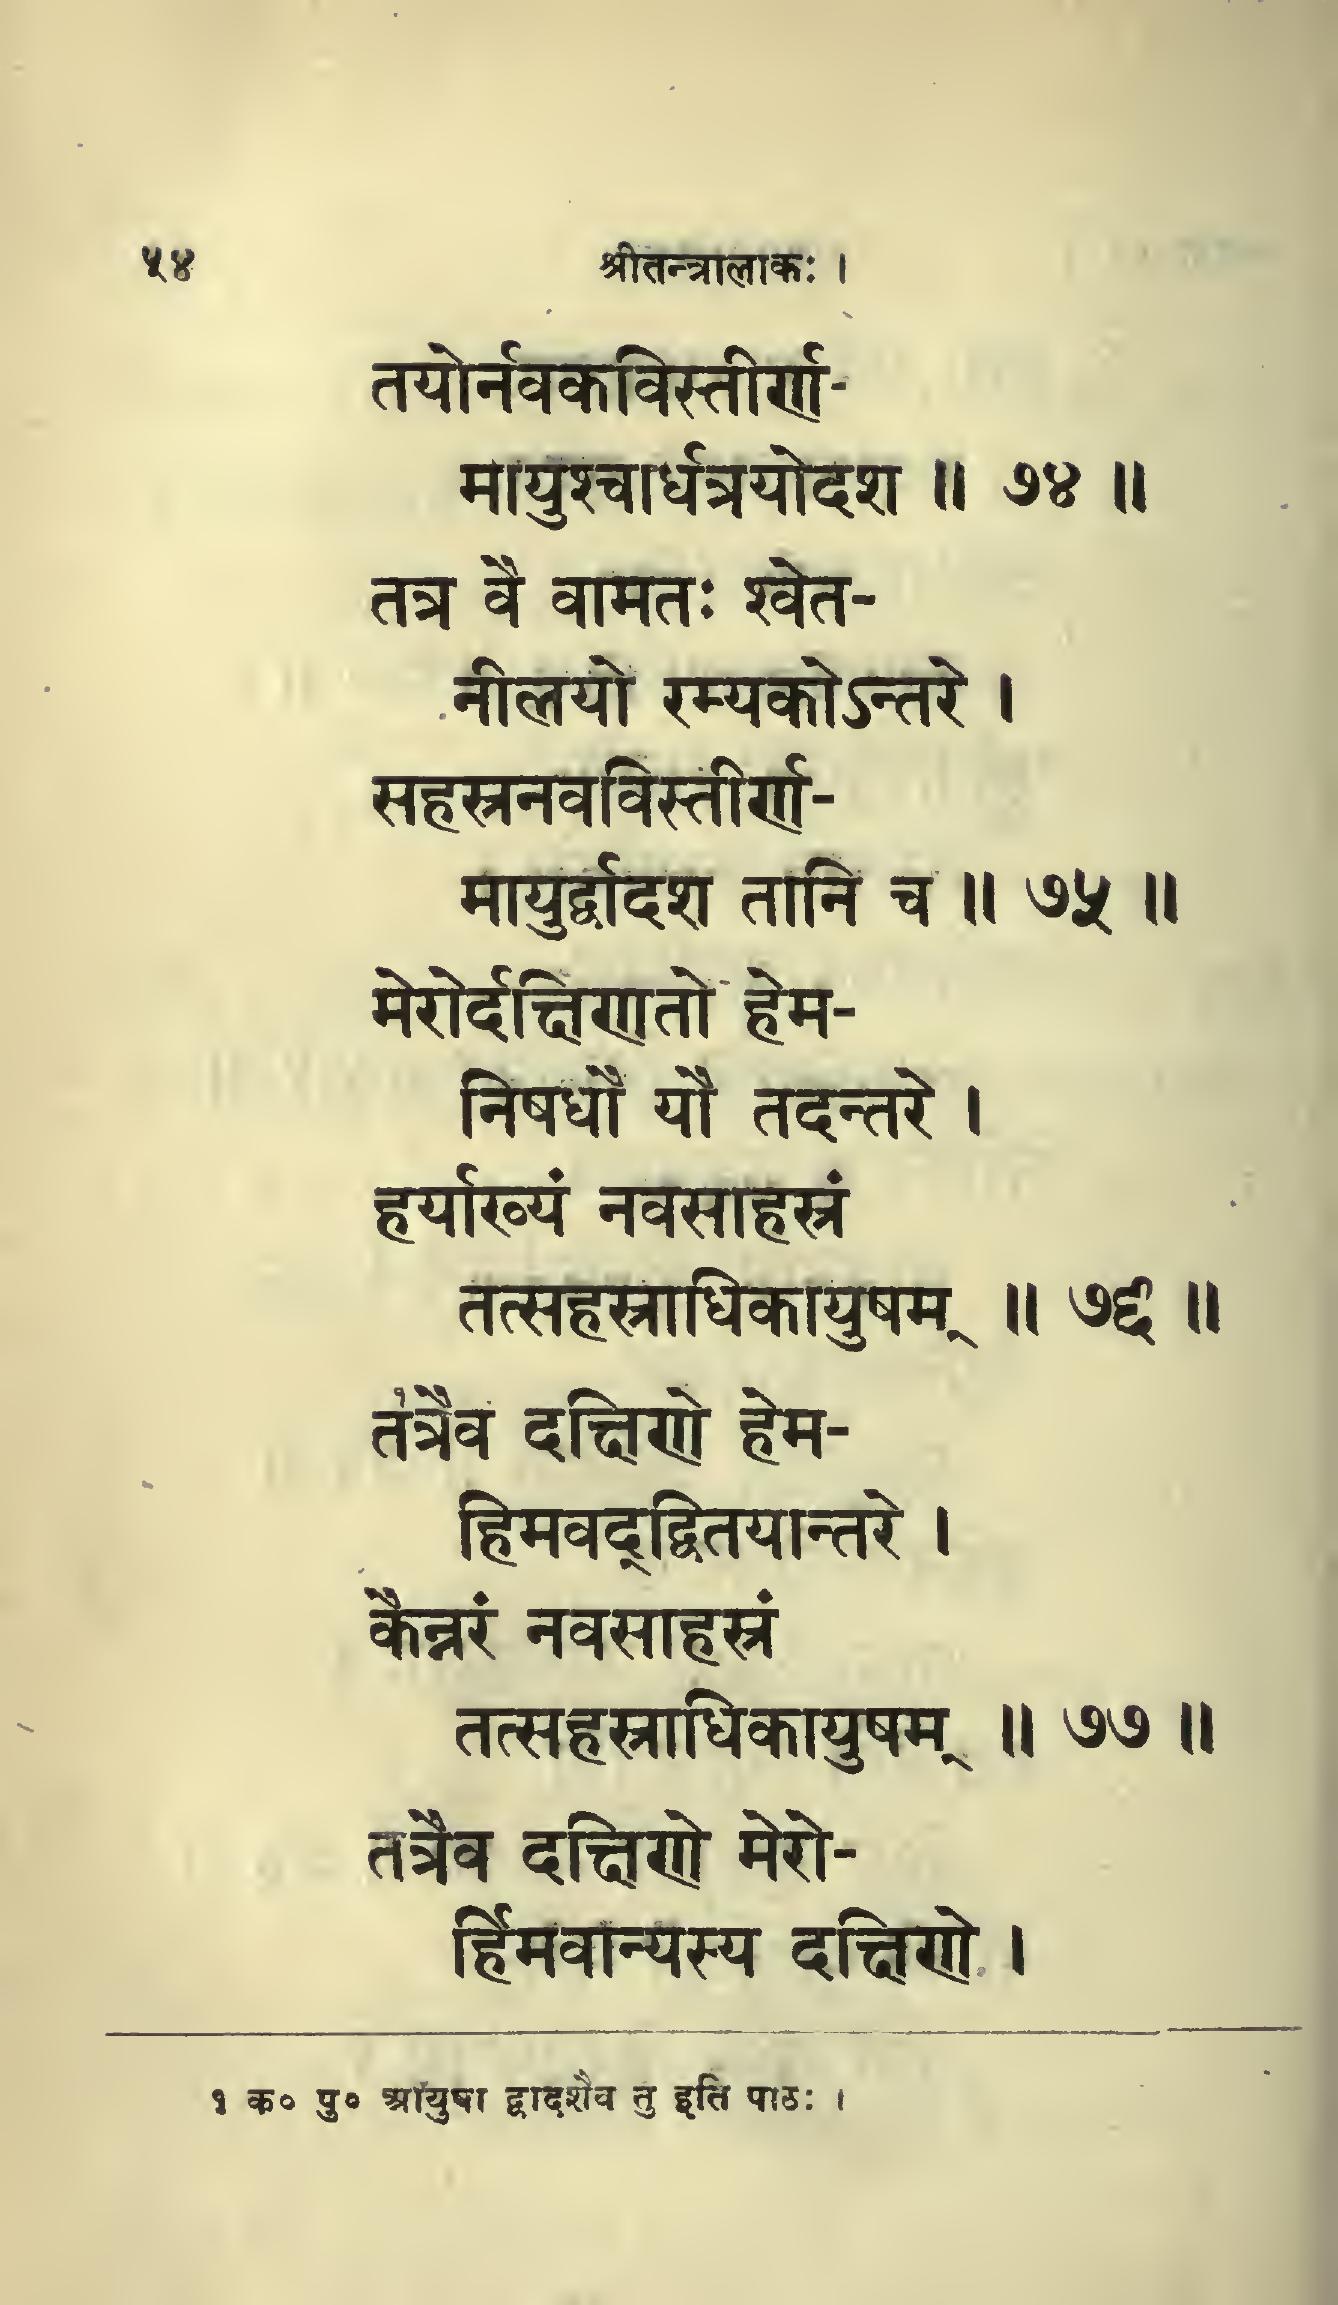 ५४ श्रीतन्त्रालोकः ।
तयोर्नवकविस्तीर्ण-
मायुश्चार्धत्रयोदश ॥ ७४ ॥
तत्र वै वामतः श्वेत-
नीलयो रम्यकोऽन्तरे ।
सहस्रनवविस्तीर्ण-
मायुर्द्वादश तानि च ॥ ७५ ॥
मेरोर्दक्षिणतो हेम-
निषधौ यौ तदन्तरे ।
हर्याख्यं नवसाहस्रं
तत्सहस्राधिकायुषम् ॥ ७६ ॥
त१त्रैव दक्षिणे हेम-
हिमवद्द्वितयान्तरे ।
कैन्नरं नवसाहस्रं
तत्सहस्राधिकायुषम् ॥ ७७ ॥
तत्रैव दक्षिणे मेरो-
र्हिमवान्यस्य दक्षिणे ।
१ क० पु० आयुषा द्वादशैव तु इति पाठः ।